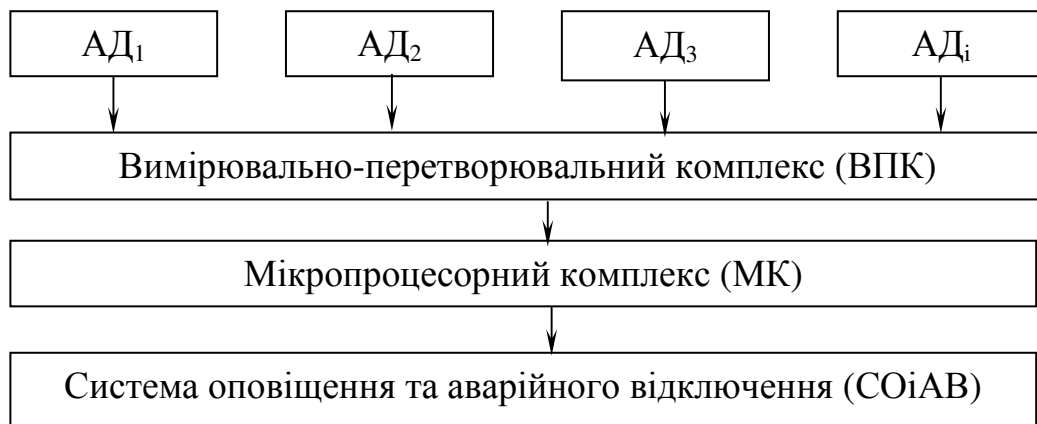 АД₁ АД₂ АД₃ АДᵢ
Вимірювально-перетворювальний комплекс (ВПК)
Мікропроцесорний комплекс (МК)
Система оповіщення та аварійного відключення (СОіАВ)